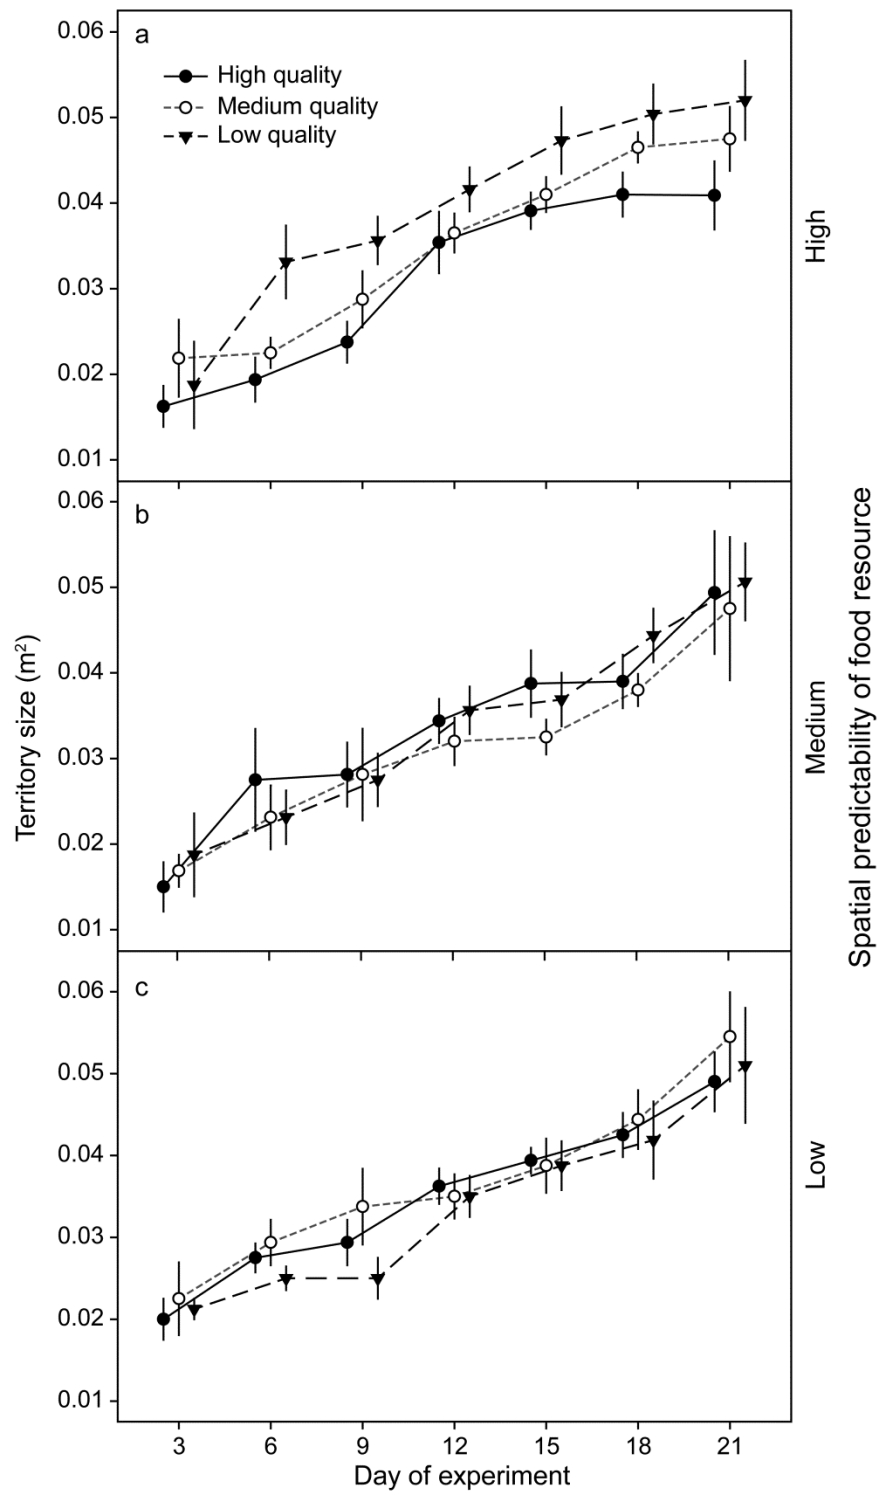 a
High quality
Medium quality
Low quality
0.06
0.05
0.04
0.03
0.02
0.01
High
b
0.06
0.05
0.04
0.03
0.02
0.01
Medium
c
0.06
0.05
0.04
0.03
0.02
0.01
Low
Territory size (m²)
Spatial predictability of food resource
3 6 9 12 15 18 21
Day of experiment